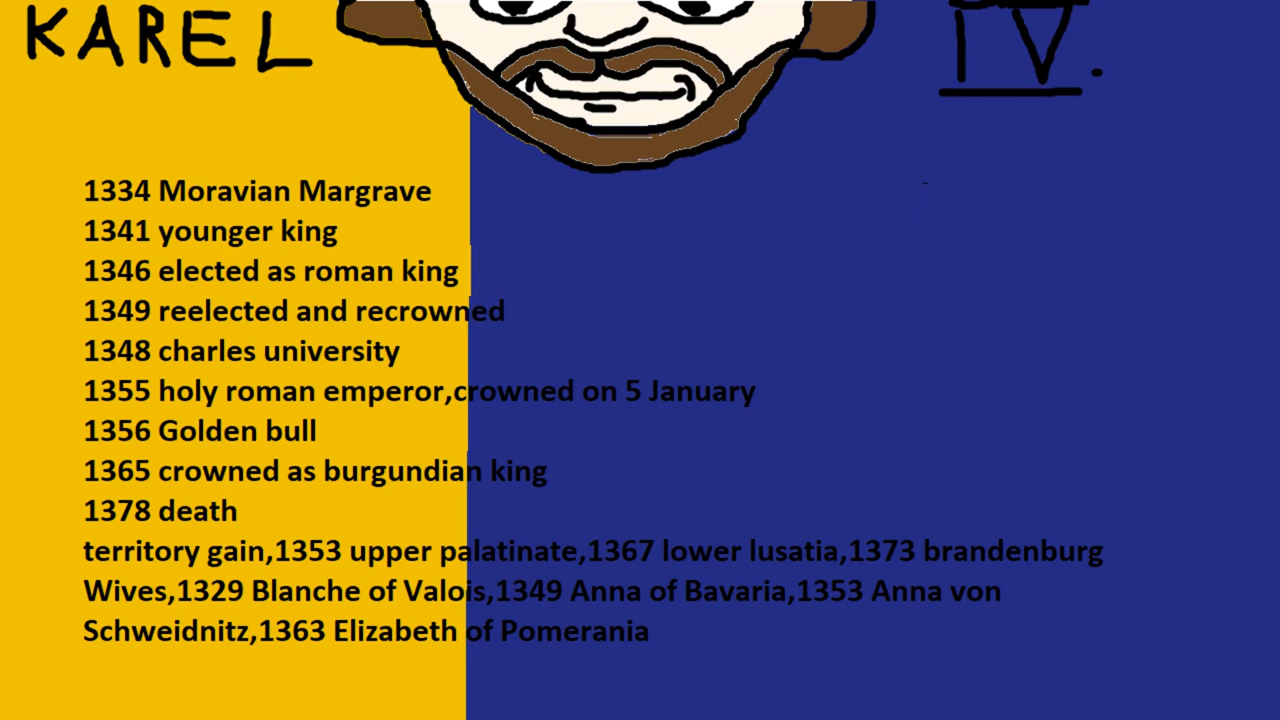 KAREL IV.
1334 Moravian Margrave
1341 younger king
1346 elected as roman king
1349 reelected and recrowned
1348 charles university
1355 holy roman emperor,crowned on 5 January
1356 Golden bull
1365 crowned as burgundian king
1378 death
territory gain,1353 upper palatinate,1367 lower lusatia,1373 brandenburg
Wives,1329 Blanche of Valois,1349 Anna of Bavaria,1353 Anna von
Schweidnitz,1363 Elizabeth of Pomerania